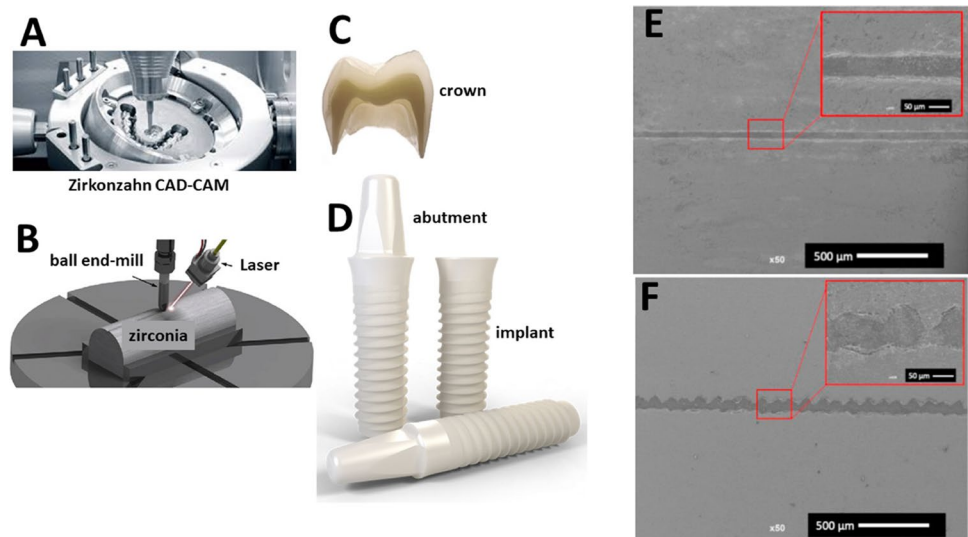 A
Zirkonzahn CAD-CAM
B
ball end-mill
Laser
zirconia
C
crown
D
abutment
implant
E
50 µm
x50
500 µm
F
50 µm
x50
500 µm